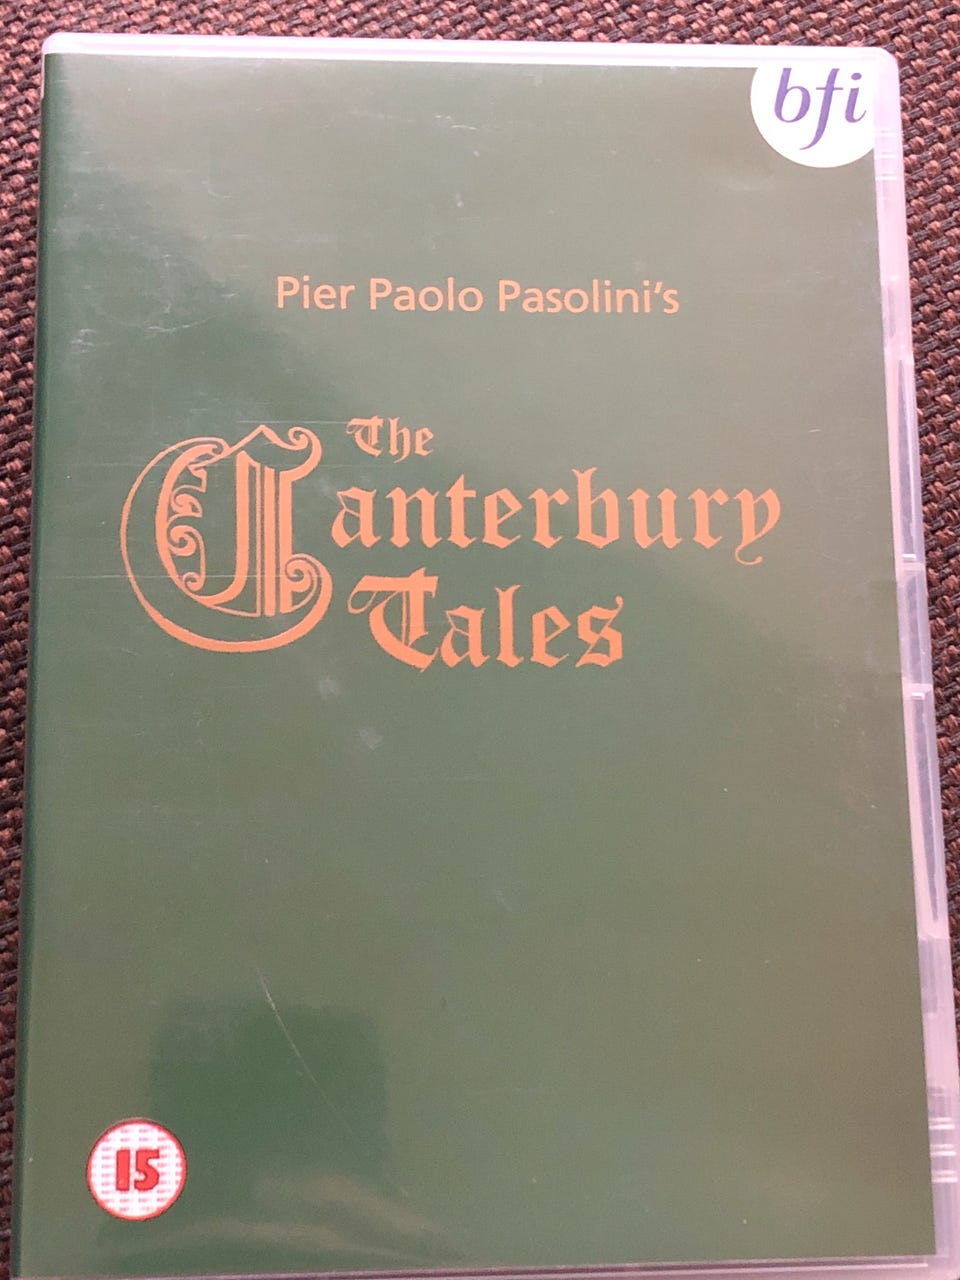 bfi
Pier Paolo Pasolini's
The
Canterbury
Tales
15